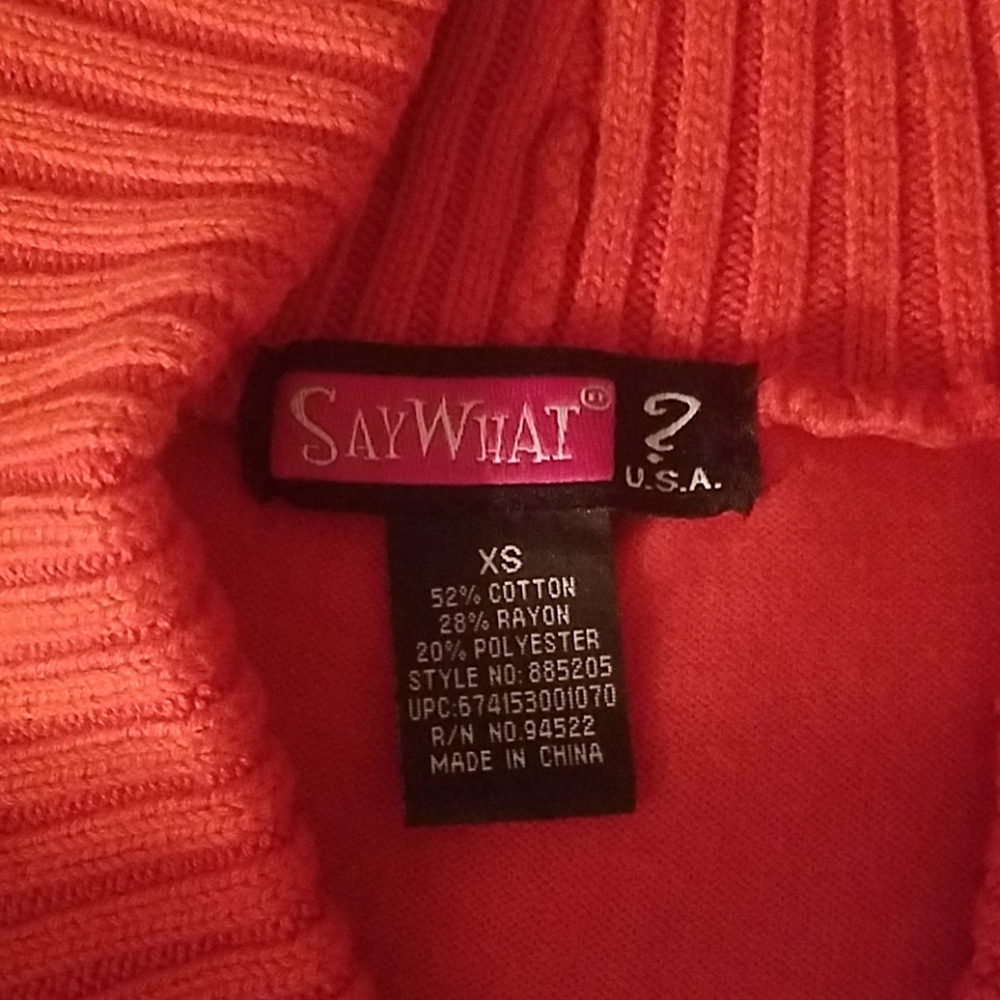 SAYWHAT® ?
U.S.A.
XS
52% COTTON
28% RAYON
20% POLYESTER
STYLE NO: 885205
UPC:674153001070
R/N NO.94522
MADE IN CHINA